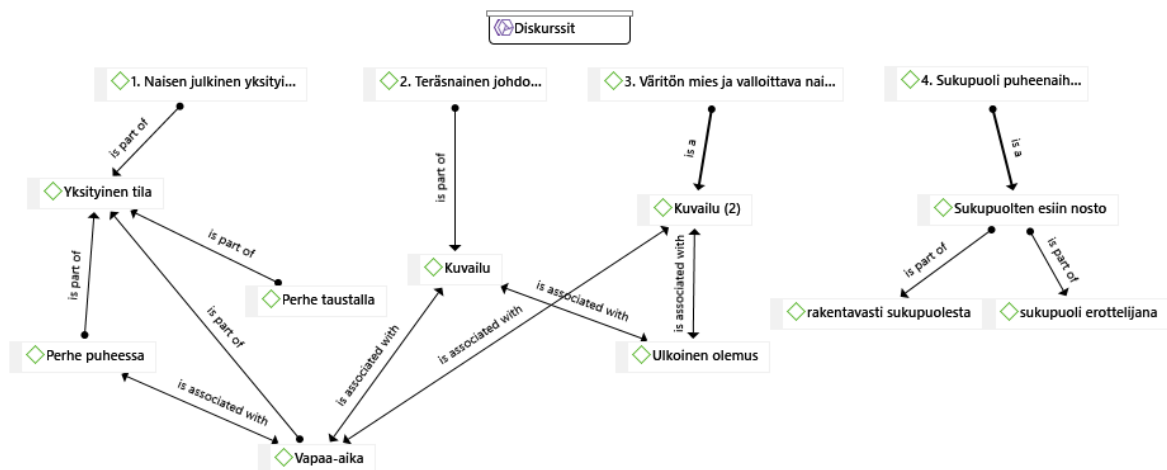 Diskurssit
1. Naisen julkinen yksityi...
2. Teräsnainen johdo...
3. Väritön mies ja valloittava nai...
4. Sukupuoli puheenaih...
is part of
is part of
is a
is a
Yksityinen tila
Kuvailu (2)
Sukupuolten esiin nosto
is part of
is part of
is part of
is associated with
is part of
is part of
Kuvailu
Perhe taustalla
is associated with
rakentavasti sukupuolesta
sukupuoli erottelijana
Perhe puheessa
is associated with
is associated with
Ulkoinen olemus
is associated with
Vapaa-aika